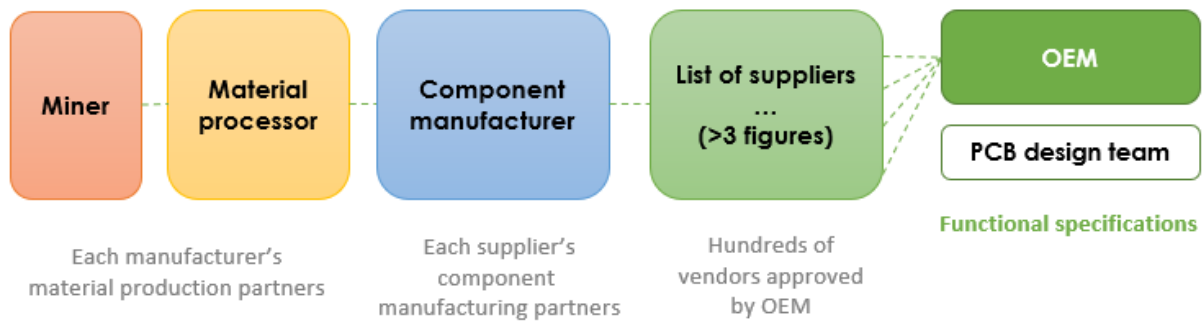 Miner
Material
processor
Component
manufacturer
List of suppliers
...
(>3 figures)
OEM
PCB design team
Functional specifications
Each manufacturer's
material production partners
Each supplier's
component
manufacturing partners
Hundreds of
vendors approved
by OEM